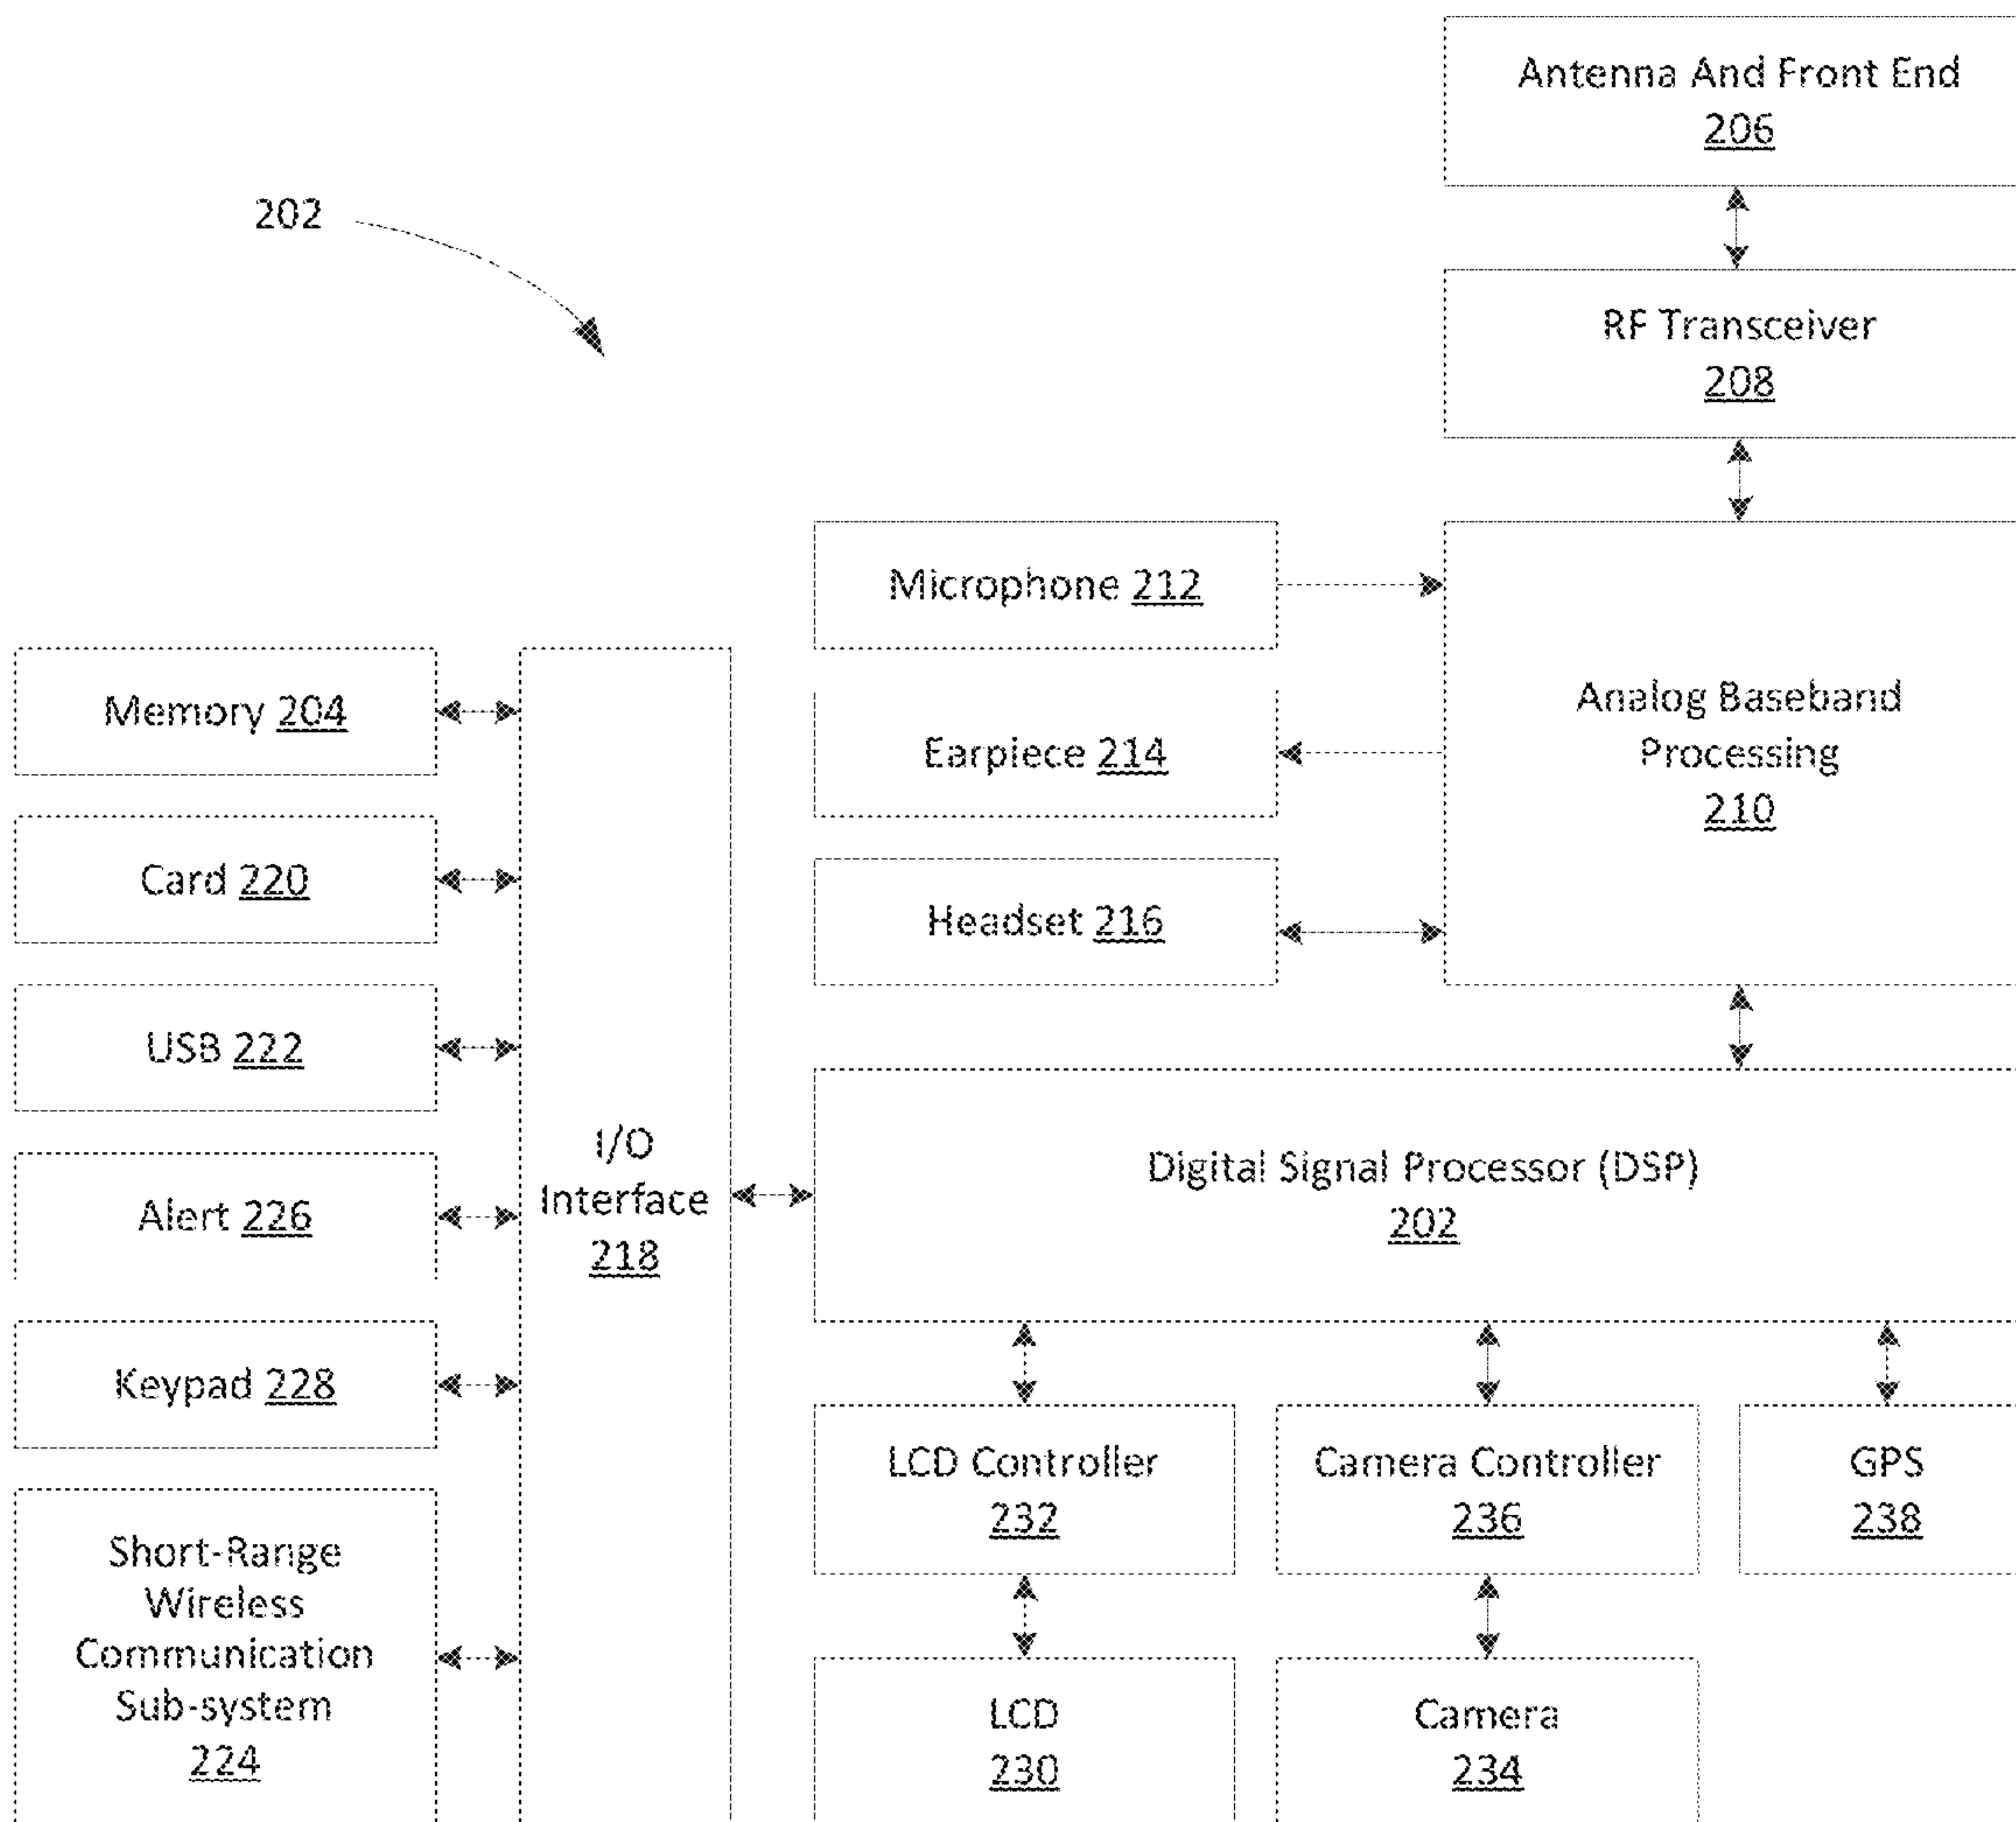 Antenna And Front End
206
202
RF Transceiver
208
Microphone 212
Memory 204
Earpiece 214
Analog Baseband
Processing
210
Card 220
Headset 216
USB 222
I/O
Interface
218
Digital Signal Processor (DSP)
202
Alert 226
Keypad 228
LCD Controller
232
Camera Controller
236
GPS
238
Short-Range
Wireless
Communication
Sub-system
224
LCD
230
Camera
234